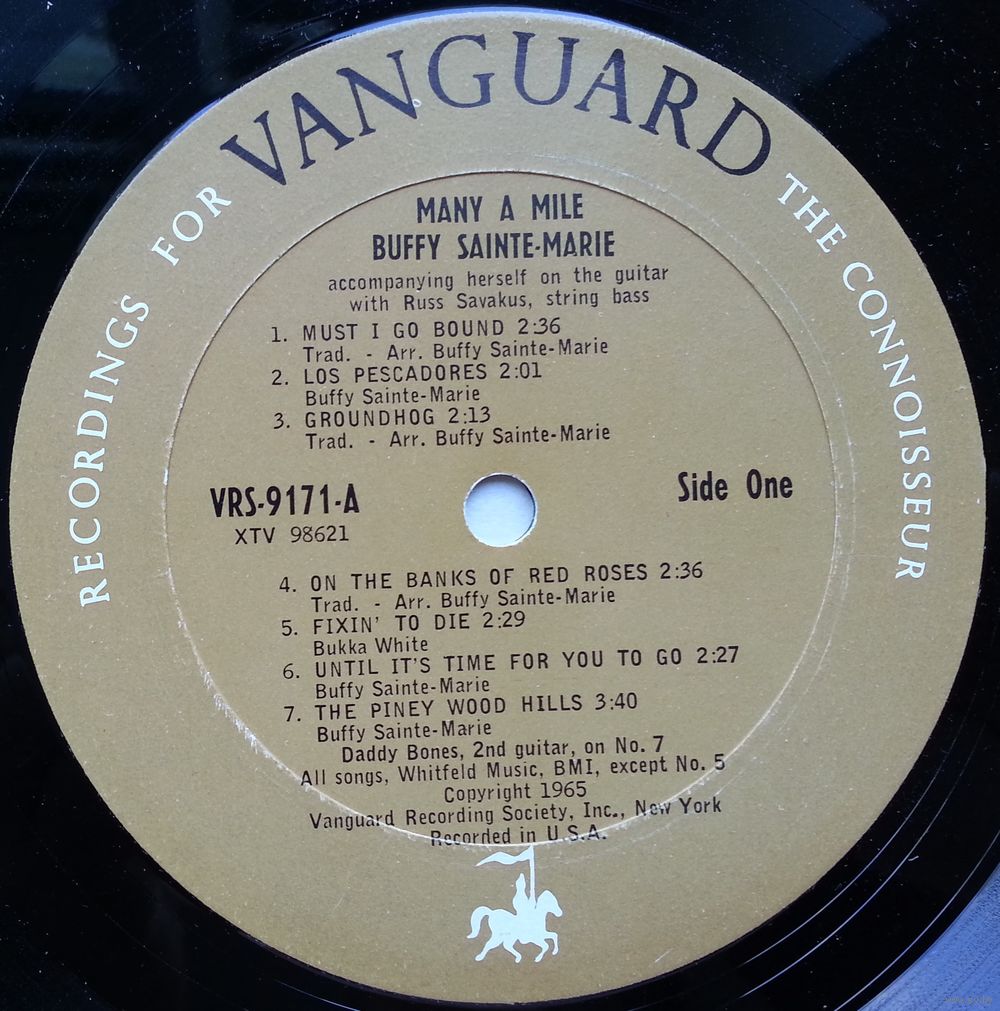 RECORDINGS FOR VANGUARD THE CONNOISSEUR
MANY A MILE
BUFFY SAINTE-MARIE
accompanying herself on the guitar
with Russ Savakus, string bass
1. MUST I GO BOUND 2:36
Trad. - Arr. Buffy Sainte-Marie
2. LOS PESCADORES 2:01
Buffy Sainte-Marie
3. GROUNDHOG 2:13
Trad. - Arr. Buffy Sainte-Marie
VRS-9171-A
Side One
XTV 98621
4. ON THE BANKS OF RED ROSES 2:36
Trad. - Arr. Buffy Sainte-Marie
5. FIXIN' TO DIE 2:29
Bukka White
6. UNTIL IT'S TIME FOR YOU TO GO 2:27
Buffy Sainte-Marie
7. THE PINEY WOOD HILLS 3:40
Buffy Sainte-Marie
Daddy Bones, 2nd guitar, on No. 7
All songs, Whitfeld Music, BMI, except No. 5
Copyright 1965
Vanguard Recording Society, Inc., New York
Recorded in U.S.A.